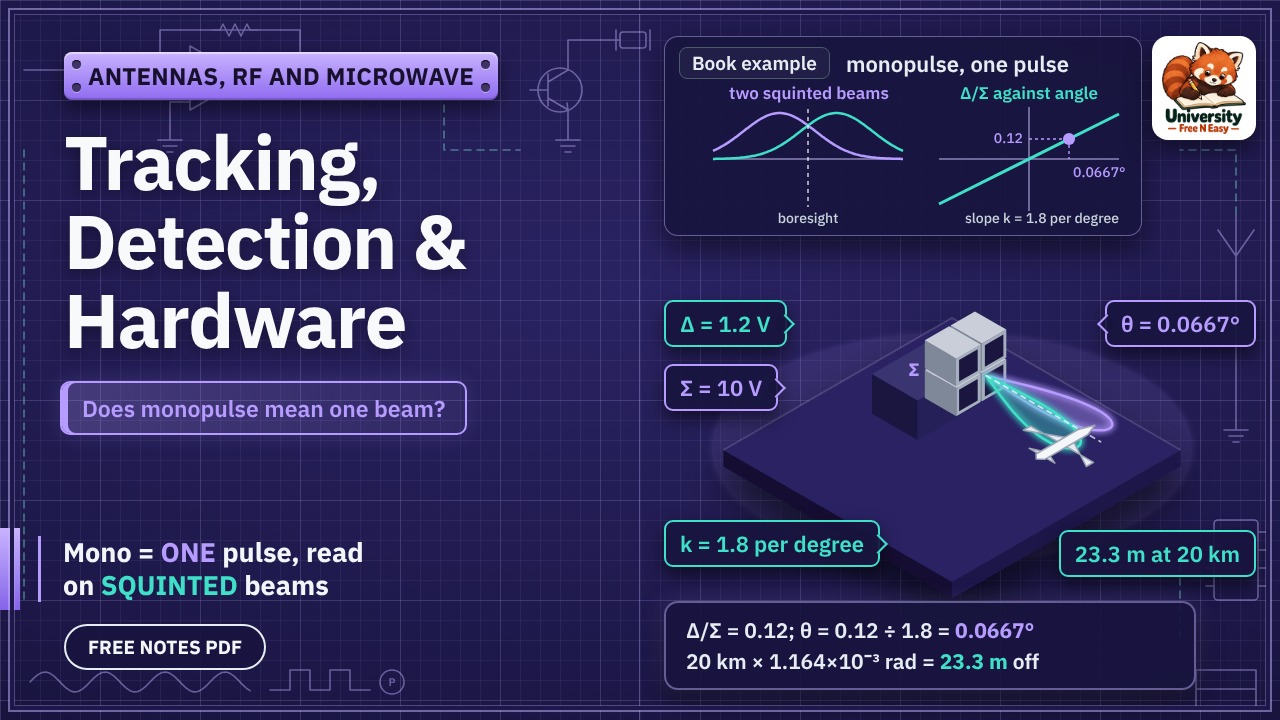 ANTENNAS, RF AND MICROWAVE
Tracking,
Detection &
Hardware
Does monopulse mean one beam?
Mono = ONE pulse, read
on SQUINTED beams
FREE NOTES PDF
P
Book example
monopulse, one pulse
two squinted beams
Δ/Σ against angle
0.12
0.0667°
boresight
slope k = 1.8 per degree
University
Free N Easy
Δ = 1.2 V
θ = 0.0667°
Σ = 10 V
Σ
k = 1.8 per degree
23.3 m at 20 km
Δ/Σ = 0.12; θ = 0.12 ÷ 1.8 = 0.0667°
20 km × 1.164×10⁻³ rad = 23.3 m off